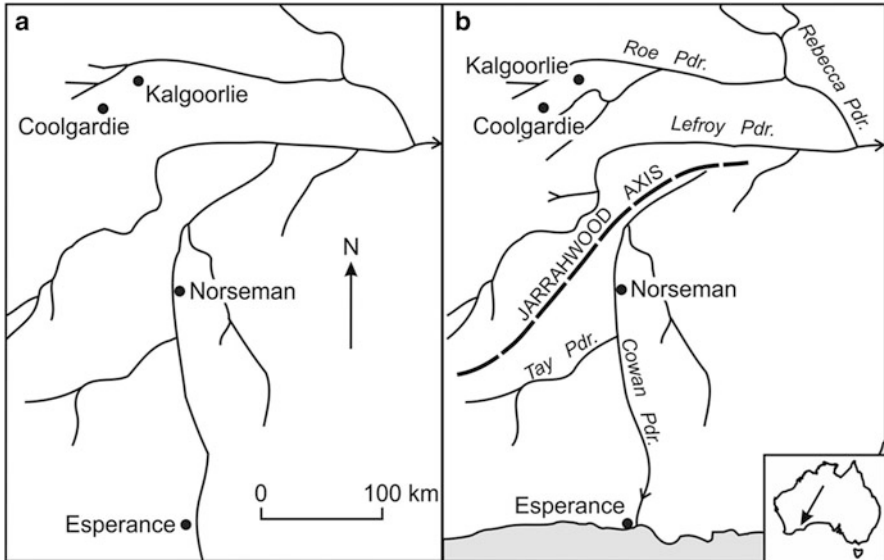 a
Kalgoorlie
Coolgardie
N
Norseman
0 100 km
Esperance
b
Roe Pdr.
Rebecca Pdr.
Kalgoorlie
Coolgardie
Lefroy Pdr.
JARRAHWOOD AXIS
Norseman
Tay Pdr.
Cowan Pdr.
Esperance